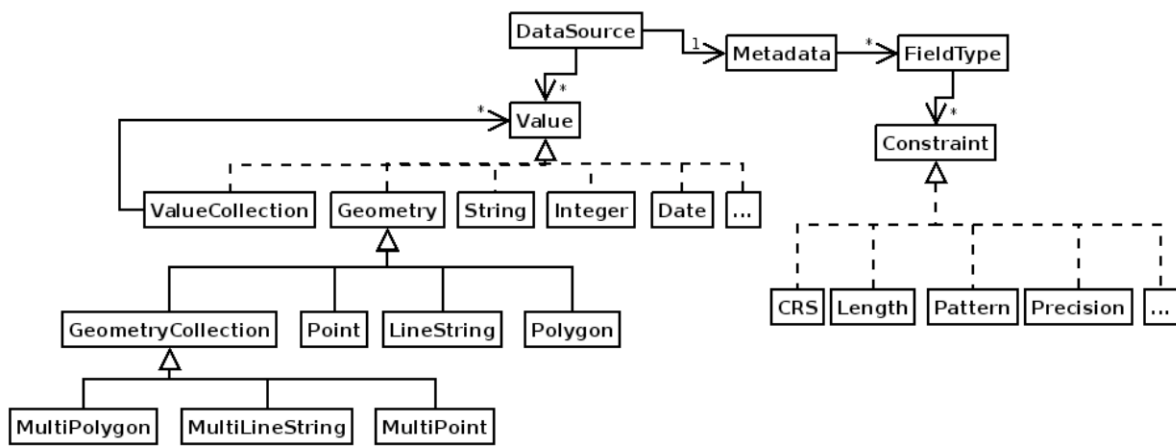 DataSource
1
Metadata
*
FieldType
*
*
Value
*
Constraint
ValueCollection
Geometry
String
Integer
Date
...
GeometryCollection
Point
LineString
Polygon
CRS
Length
Pattern
Precision
...
MultiPolygon
MultiLineString
MultiPoint